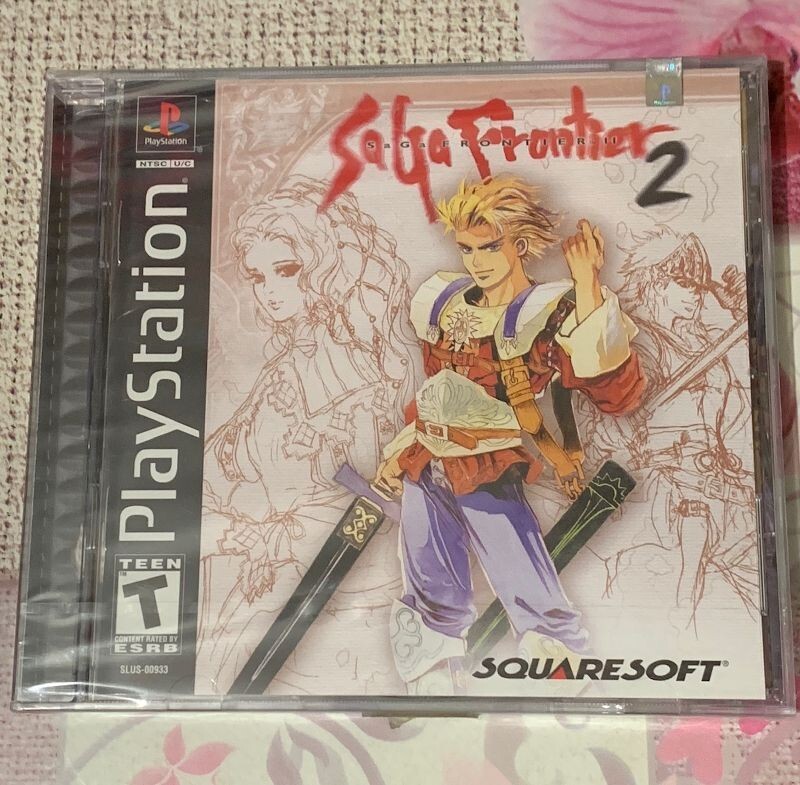 PlayStation
NTSC U/C
PlayStation
TEEN
T
CONTENT RATED BY
ESRB
SLUS-00933
SaGa Frontier
SAGA FRONTIER II
2
SQUARESOFT®